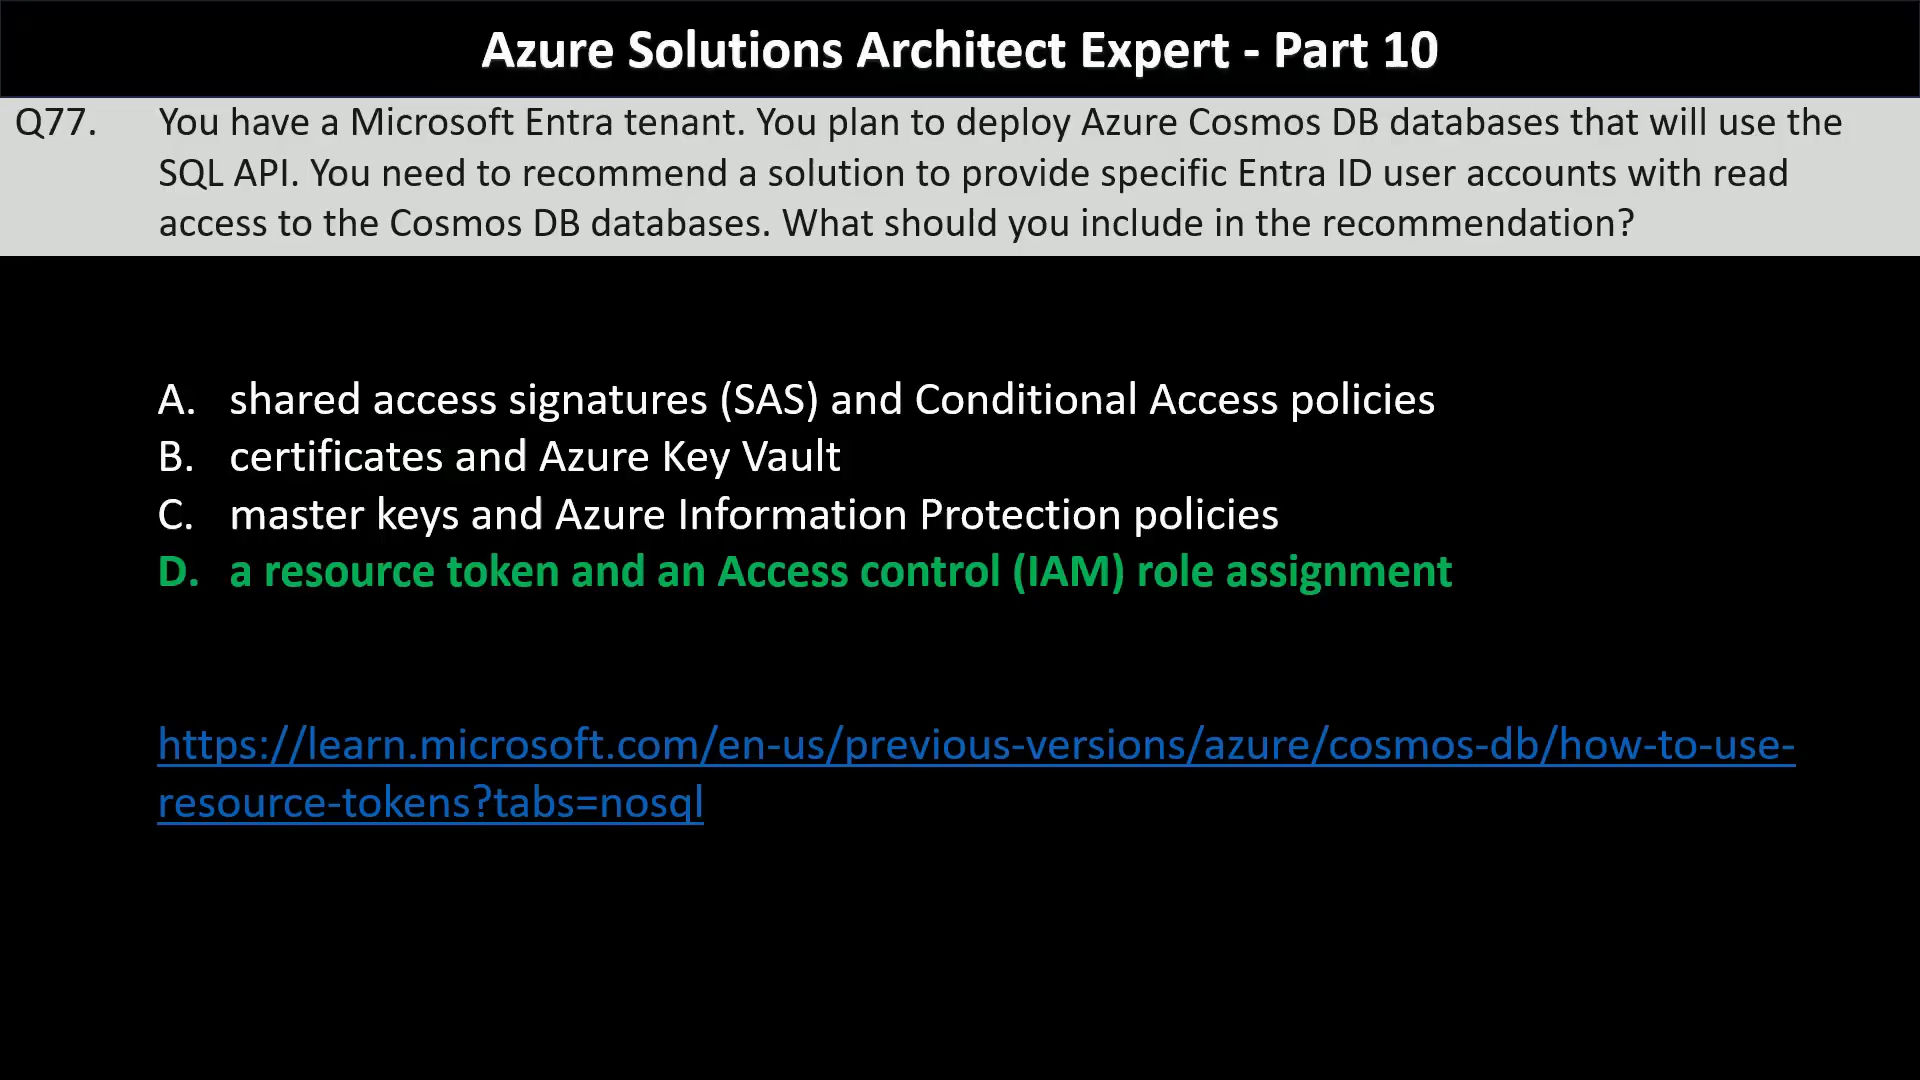 Azure Solutions Architect Expert - Part 10
Q77. You have a Microsoft Entra tenant. You plan to deploy Azure Cosmos DB databases that will use the
SQL API. You need to recommend a solution to provide specific Entra ID user accounts with read
access to the Cosmos DB databases. What should you include in the recommendation?
A. shared access signatures (SAS) and Conditional Access policies
B. certificates and Azure Key Vault
C. master keys and Azure Information Protection policies
D. a resource token and an Access control (IAM) role assignment
https://learn.microsoft.com/en-us/previous-versions/azure/cosmos-db/how-to-use-
resource-tokens?tabs=nosql